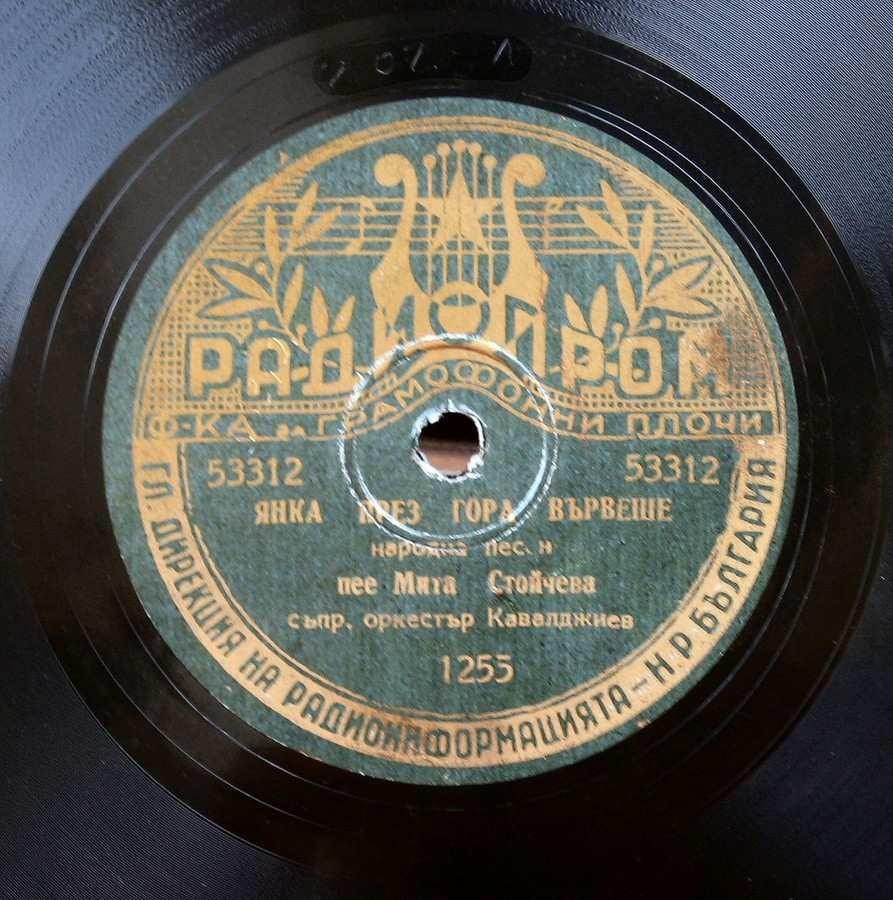 РАДИОПРОМ
Ф-КА за ГРАМОФОННИ ПЛОЧИ
53312 53312
ЯНКА ПРЕЗ ГОРА ВЪРВЕШЕ
народна песен
пее Мита Стойчева
съпр. оркестър Кавалджиев
1255
ГЛ. ДИРЕКЦИЯ НА РАДИОИНФОРМАЦИЯТА - Н.Р. БЪЛГАРИЯ